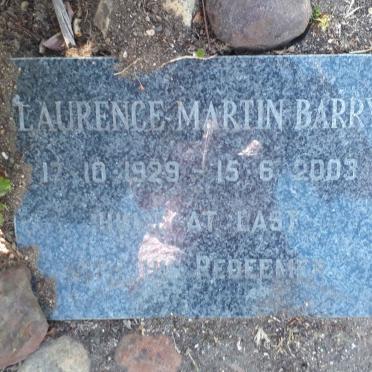 LAURENCE MARTIN BARRY
17.10.1929 - 15.6.2003
AT LAST
REDEEMER